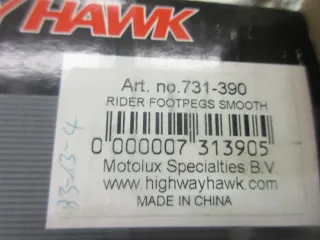 Y HAWK
Art. no.731-390
RIDER FOOTPEGS SMOOTH
0 000007 313905
Motolux Specialties B.V
www.highwayhawk.com
MADE IN CHINA